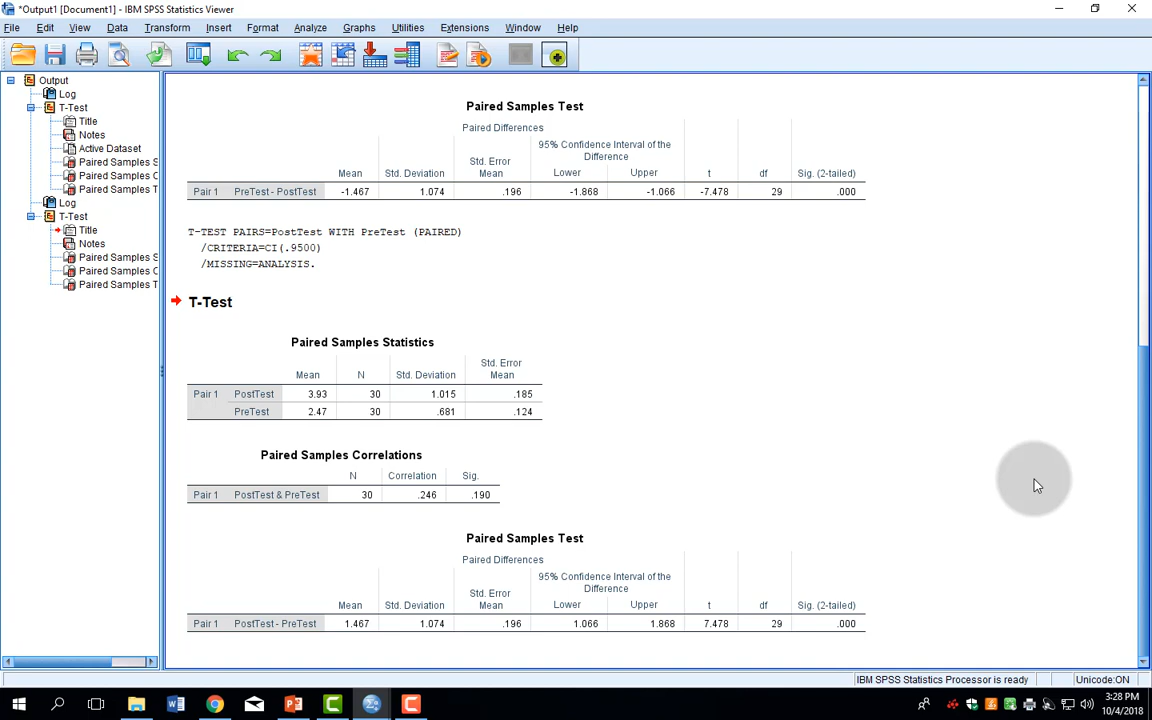 *Output1 [Document1] - IBM SPSS Statistics Viewer
File Edit View Data Transform Insert Format Analyze Graphs Utilities Extensions Window Help
Output
Log
T-Test
Title
Notes
Active Dataset
Paired Samples S
Paired Samples C
Paired Samples T
Log
T-Test
Title
Notes
Paired Samples S
Paired Samples C
Paired Samples T
Paired Samples Test
Paired Differences
95% Confidence Interval of the
Difference
Std. Error
Mean
Mean Std. Deviation Lower Upper t df Sig. (2-tailed)
Pair 1 PreTest - PostTest -1.467 1.074 .196 -1.868 -1.066 -7.478 29 .000
T-TEST PAIRS=PostTest WITH PreTest (PAIRED)
/CRITERIA=CI(.9500)
/MISSING=ANALYSIS.
T-Test
Paired Samples Statistics
Std. Error
Mean N Std. Deviation Mean
Pair 1 PostTest 3.93 30 1.015 .185
PreTest 2.47 30 .681 .124
Paired Samples Correlations
N Correlation Sig.
Pair 1 PostTest & PreTest 30 .246 .190
Paired Samples Test
Paired Differences
95% Confidence Interval of the
Difference
Std. Error
Mean
Mean Std. Deviation Lower Upper t df Sig. (2-tailed)
Pair 1 PostTest - PreTest 1.467 1.074 .196 1.066 1.868 7.478 29 .000
IBM SPSS Statistics Processor is ready Unicode:ON
3:28 PM
10/4/2018